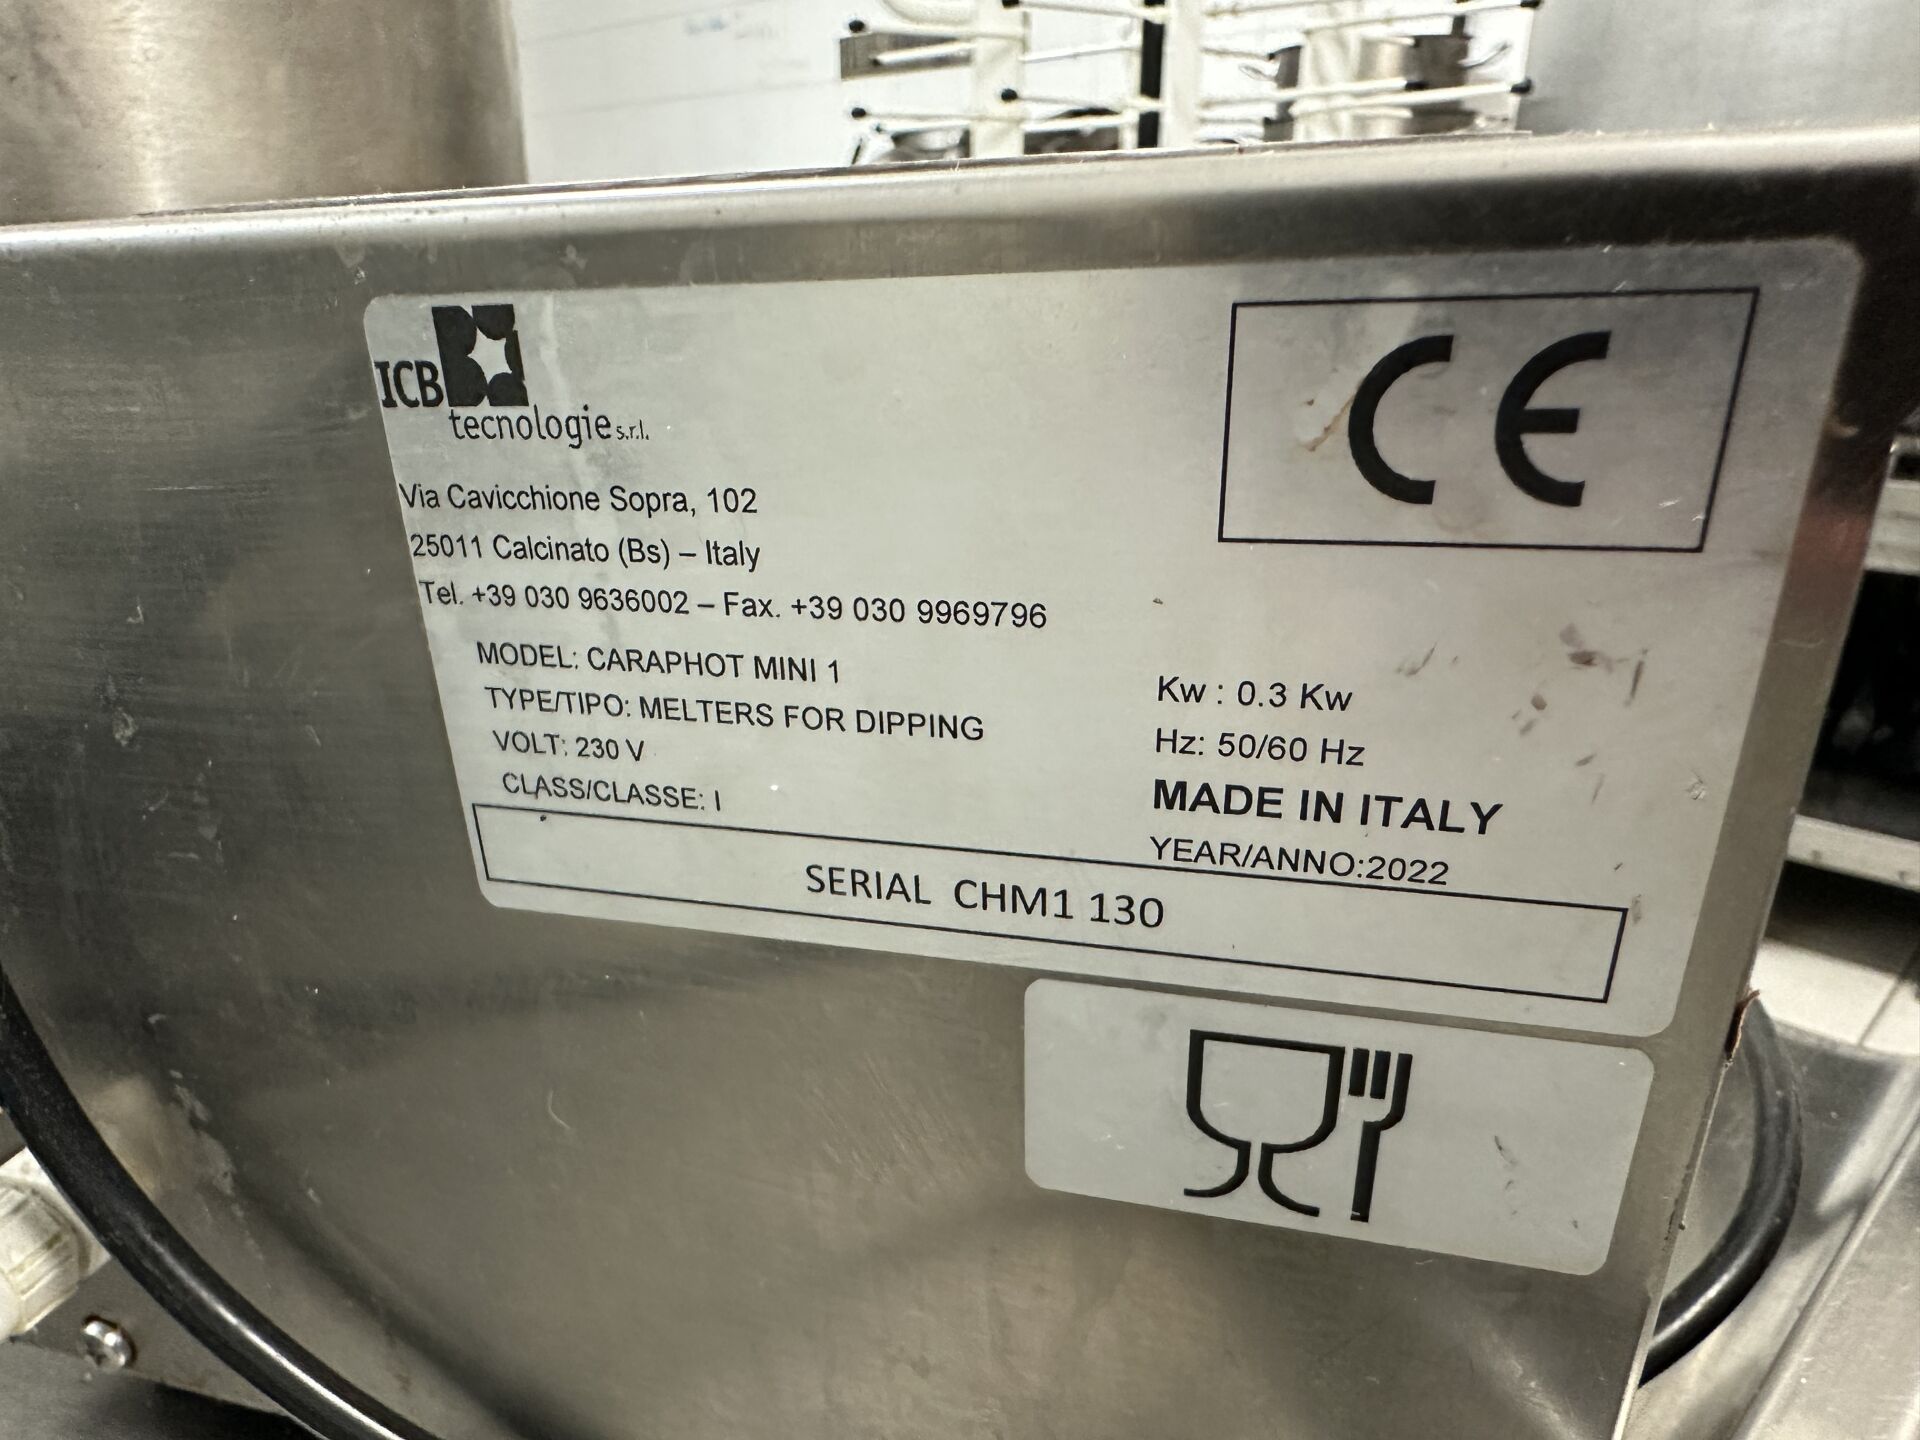 ICB
tecnologie s.r.l.
CE
Via Cavicchione Sopra, 102
25011 Calcinato (Bs) – Italy
Tel. +39 030 9636002 – Fax. +39 030 9969796
MODEL: CARAPHOT MINI 1
TYPE/TIPO: MELTERS FOR DIPPING
VOLT: 230 V
CLASS/CLASSE: I
Kw : 0.3 Kw
Hz: 50/60 Hz
MADE IN ITALY
YEAR/ANNO:2022
SERIAL CHM1 130